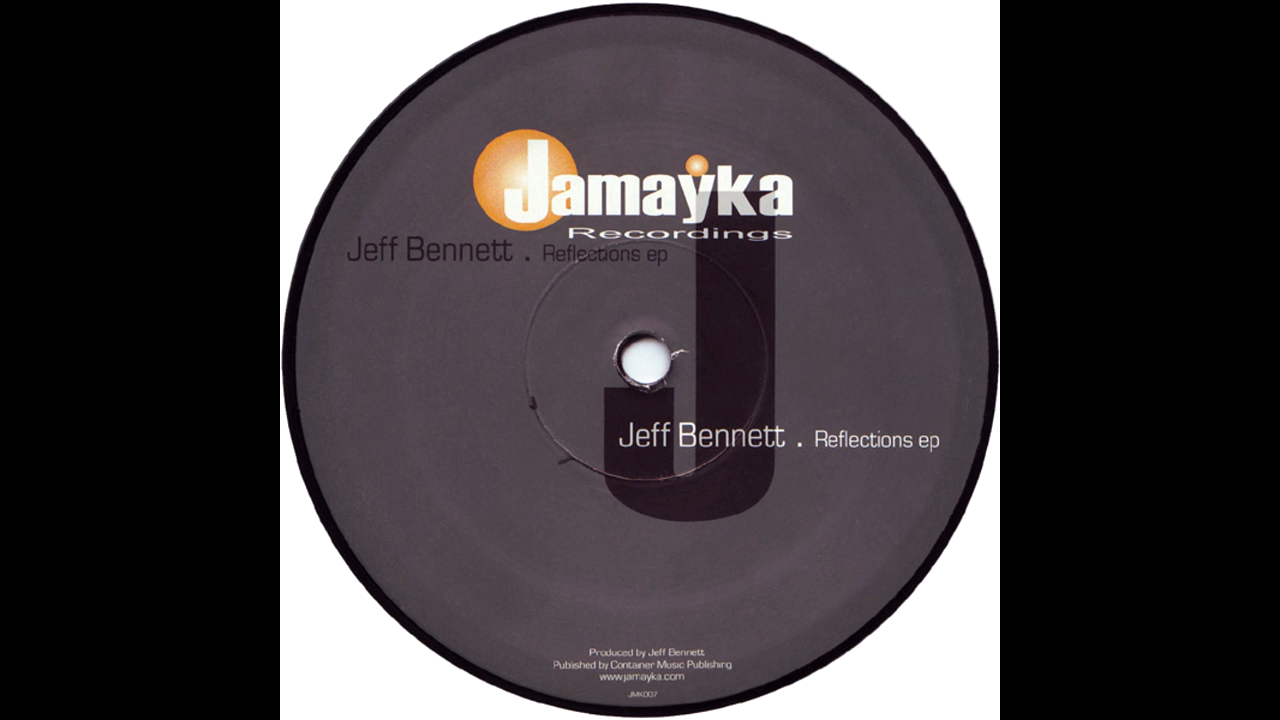 Jamayka
Recordings
Jeff Bennett . Reflections ep
Jeff Bennett . Reflections ep
Produced by Jeff Bennett
Published by Container Music Publishing
www.jamayka.com
JMK007